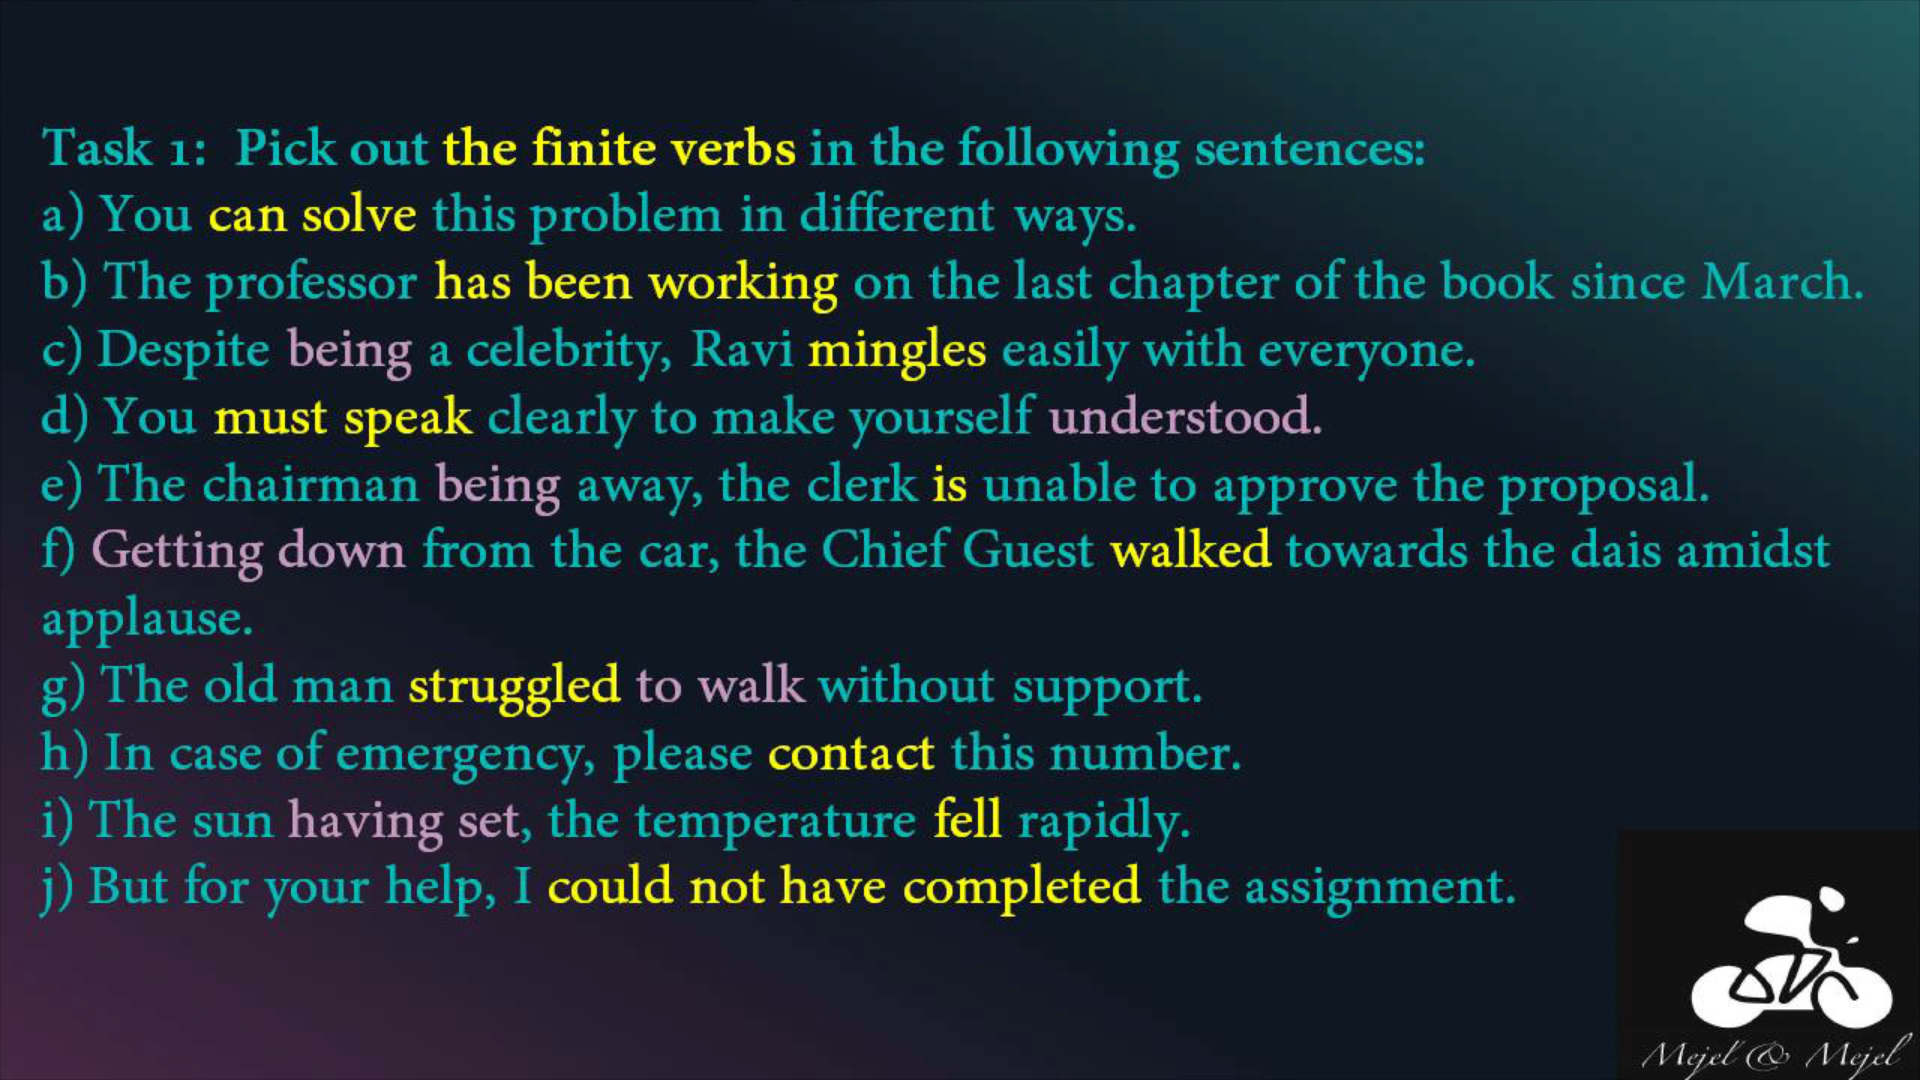 Task 1: Pick out the finite verbs in the following sentences:
a) You can solve this problem in different ways.
b) The professor has been working on the last chapter of the book since March.
c) Despite being a celebrity, Ravi mingles easily with everyone.
d) You must speak clearly to make yourself understood.
e) The chairman being away, the clerk is unable to approve the proposal.
f) Getting down from the car, the Chief Guest walked towards the dais amidst
applause.
g) The old man struggled to walk without support.
h) In case of emergency, please contact this number.
i) The sun having set, the temperature fell rapidly.
j) But for your help, I could not have completed the assignment.
Mejel & Mejel